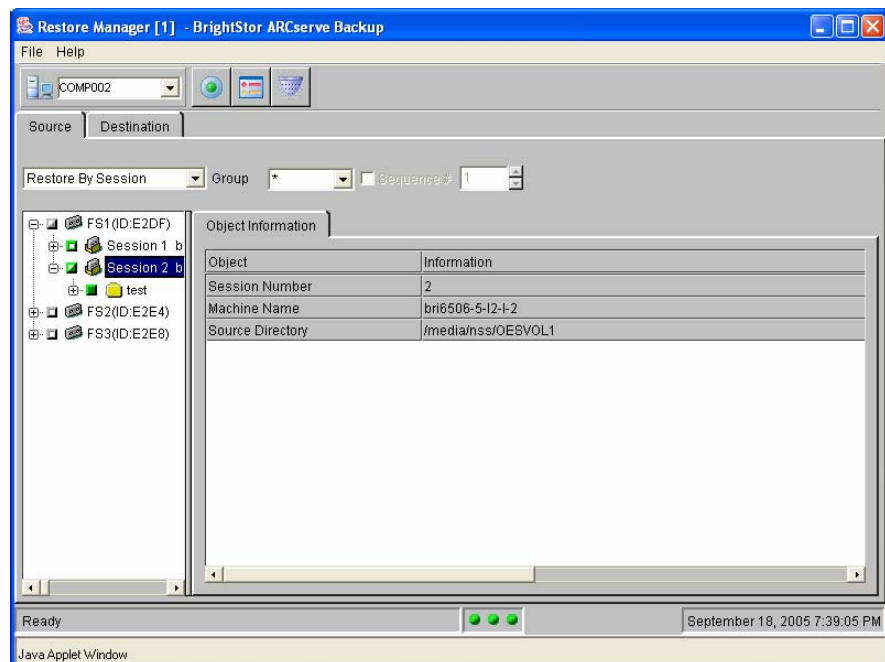 Restore Manager [1] - BrightStor ARCserve Backup
File Help
COMP002
Source Destination
Restore By Session Group * Sequence # 1
FS1(ID:E2DF)
Session 1 b
Session 2 b
test
FS2(ID:E2E4)
FS3(ID:E2E8)
Object Information
Object Information
Session Number 2
Machine Name bri6506-5-l2-l-2
Source Directory /media/nss/OESVOL1
Ready September 18, 2005 7:39:05 PM
Java Applet Window